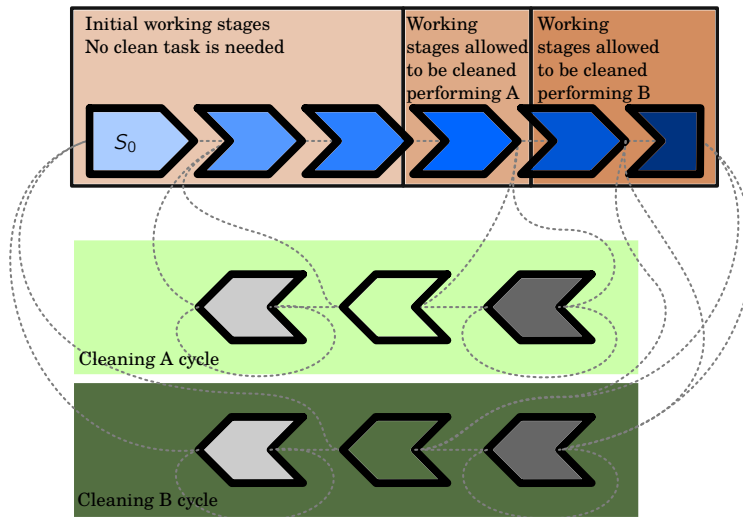 Initial working stages
No clean task is needed
Working
stages allowed
to be cleaned
performing A
Working
stages allowed
to be cleaned
performing B
S₀
Cleaning A cycle
Cleaning B cycle